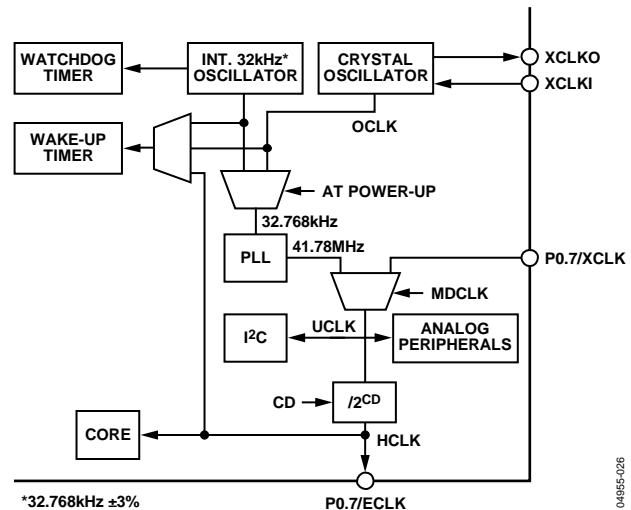 WATCHDOG
TIMER
INT. 32kHz*
OSCILLATOR
CRYSTAL
OSCILLATOR
XCLKO
XCLKI
OCLK
WAKE-UP
TIMER
AT POWER-UP
32.768kHz
PLL
41.78MHz
P0.7/XCLK
MDCLK
I²C
UCLK
ANALOG
PERIPHERALS
CD
/2ᶜᴰ
CORE
HCLK
*32.768kHz ±3%
P0.7/ECLK
04955-026